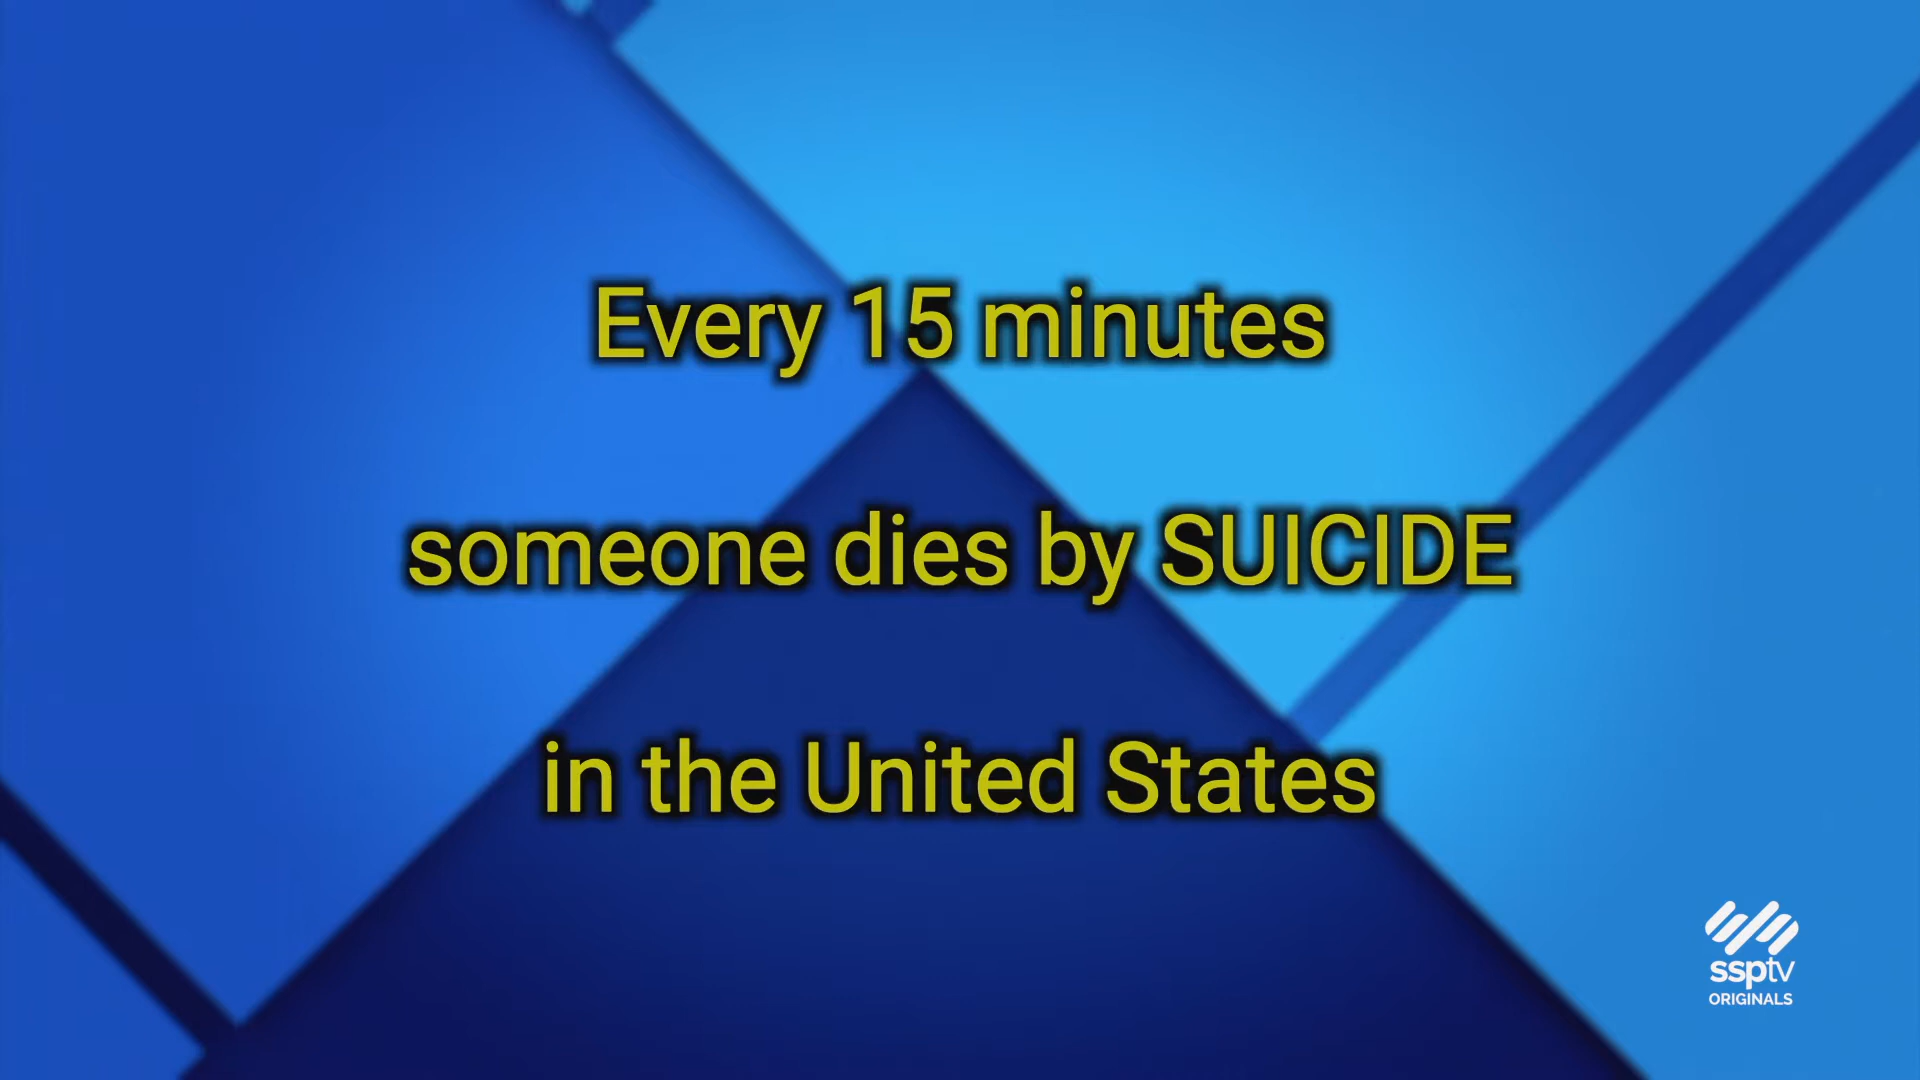 Every 15 minutes
someone dies by SUICIDE
in the United States
ssptv
ORIGINALS